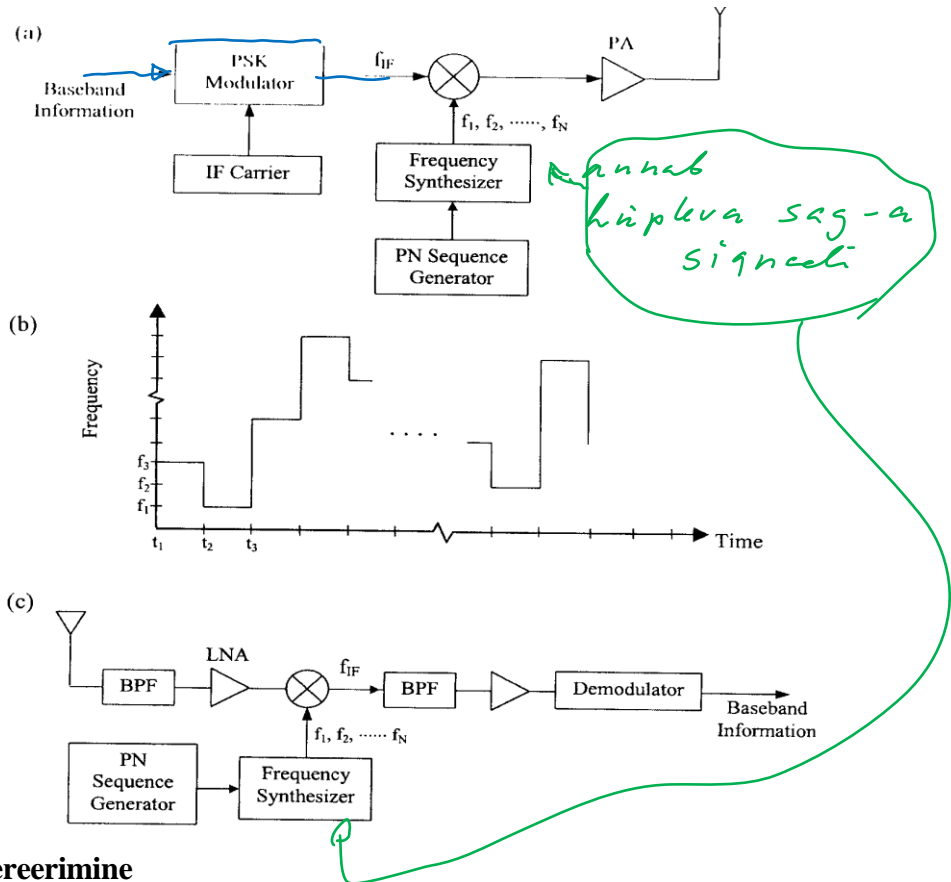 (a)
PSK
Modulator
Baseband
Information
f_IF
PA
IF Carrier
f₁, f₂, ······, f_N
Frequency
Synthesizer
PN Sequence
Generator
annab
hüpleva sag-a
signaali
(b)
Frequency
f₃
f₂
f₁
t₁ t₂ t₃
Time
(c)
BPF
LNA
f_IF
BPF
Demodulator
Baseband
Information
f₁, f₂, ······ f_N
PN
Sequence
Generator
Frequency
Synthesizer
ereerimine